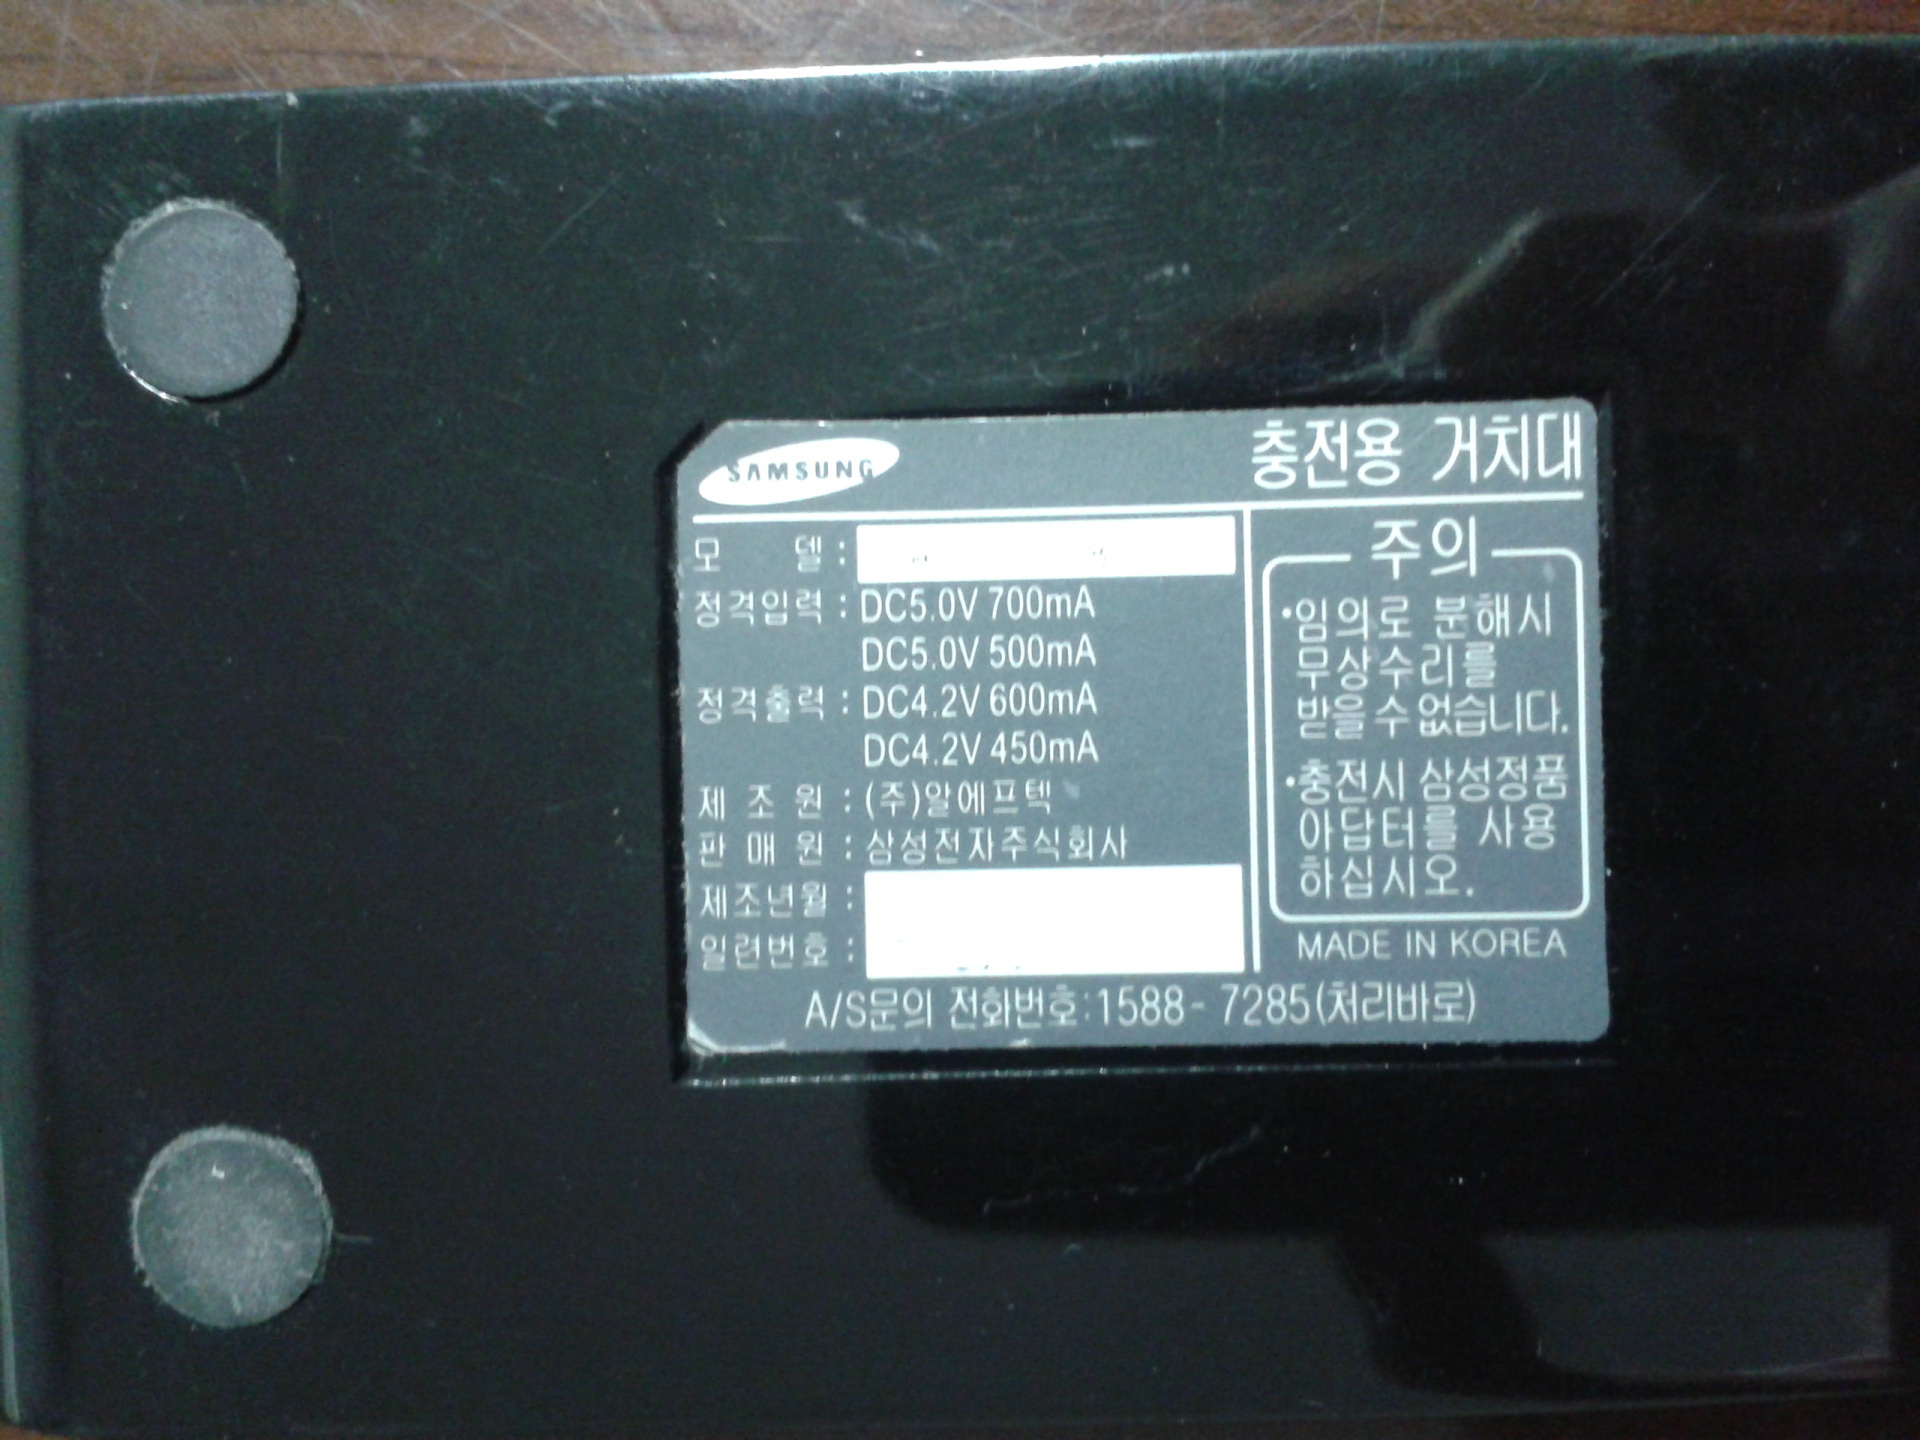 SAMSUNG
충전용 거치대
모 델 :
정격입력 : DC5.0V 700mA
DC5.0V 500mA
정격출력 : DC4.2V 600mA
DC4.2V 450mA
제 조 원 : (주)알에프텍
판 매 원 : 삼성전자주식회사
제조년월 :
일련번호 :
주의
•임의로 분해시
무상수리를
받을 수 없습니다.
•충전시 삼성정품
아답터를 사용
하십시오.
MADE IN KOREA
A/S문의 전화번호:1588-7285(처리바로)